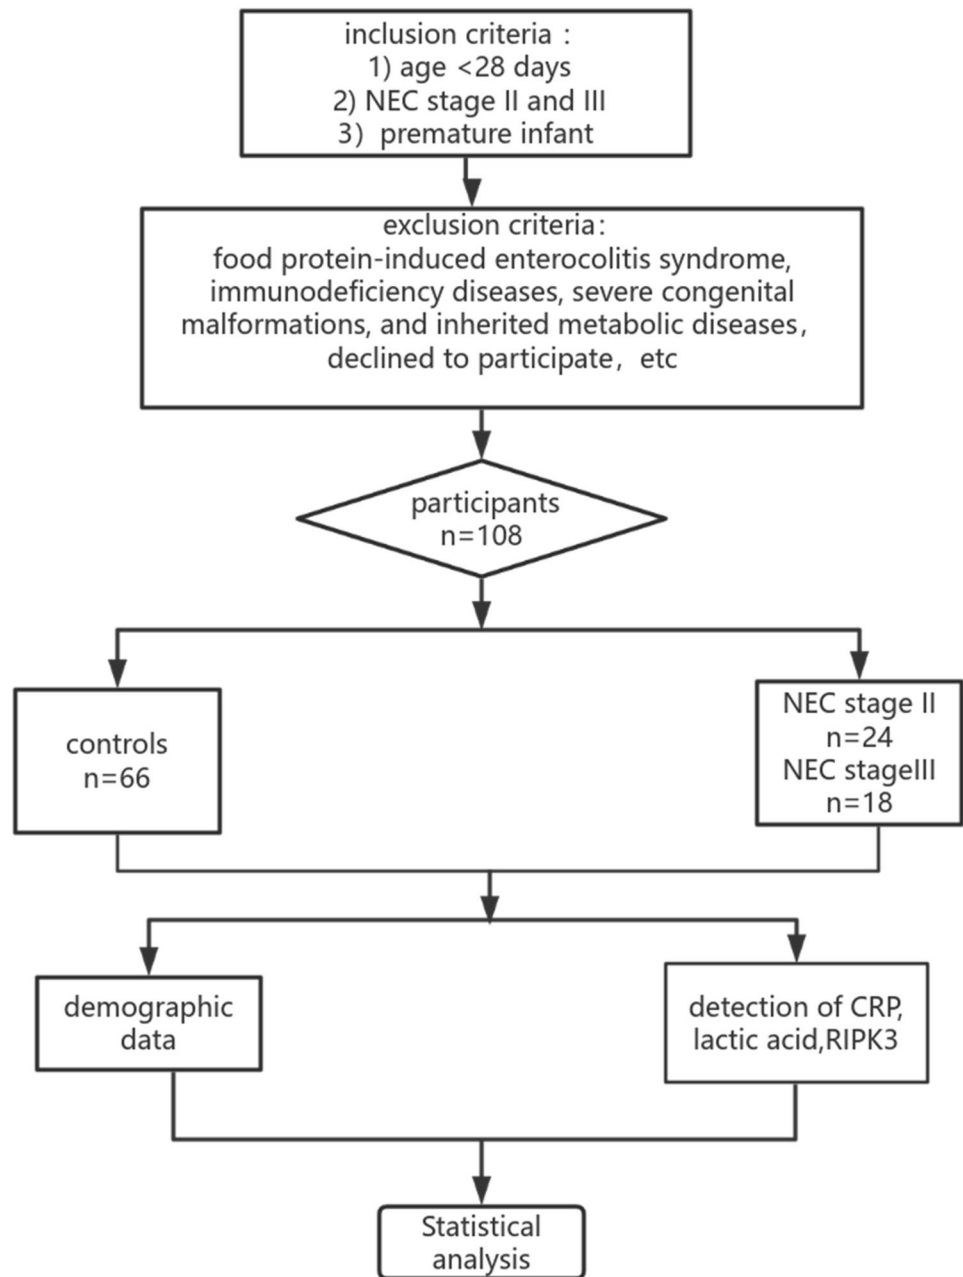 inclusion criteria：
1) age <28 days
2) NEC stage II and III
3）premature infant
exclusion criteria：
food protein-induced enterocolitis syndrome,
immunodeficiency diseases, severe congenital
malformations, and inherited metabolic diseases，
declined to participate，etc
participants
n=108
controls
n=66
NEC stage II
n=24
NEC stageIII
n=18
demographic
data
detection of CRP,
lactic acid,RIPK3
Statistical
analysis